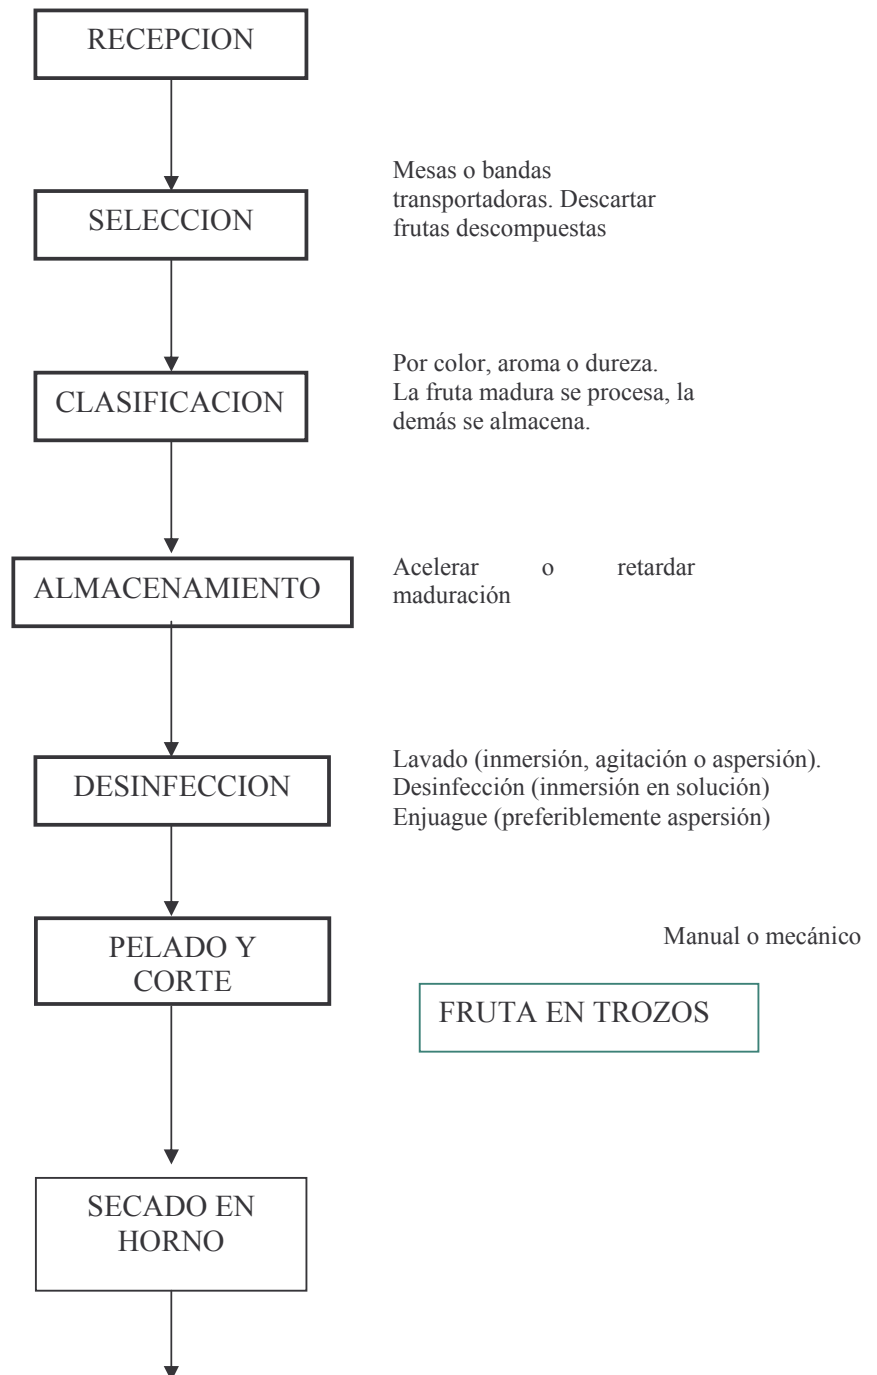 RECEPCION
Mesas o bandas
transportadoras. Descartar
frutas descompuestas
SELECCION
Por color, aroma o dureza.
La fruta madura se procesa, la
demás se almacena.
CLASIFICACION
Acelerar o retardar
maduración
ALMACENAMIENTO
Lavado (inmersión, agitación o aspersión).
Desinfección (inmersión en solución)
Enjuague (preferiblemente aspersión)
DESINFECCION
Manual o mecánico
PELADO Y
CORTE
FRUTA EN TROZOS
SECADO EN
HORNO